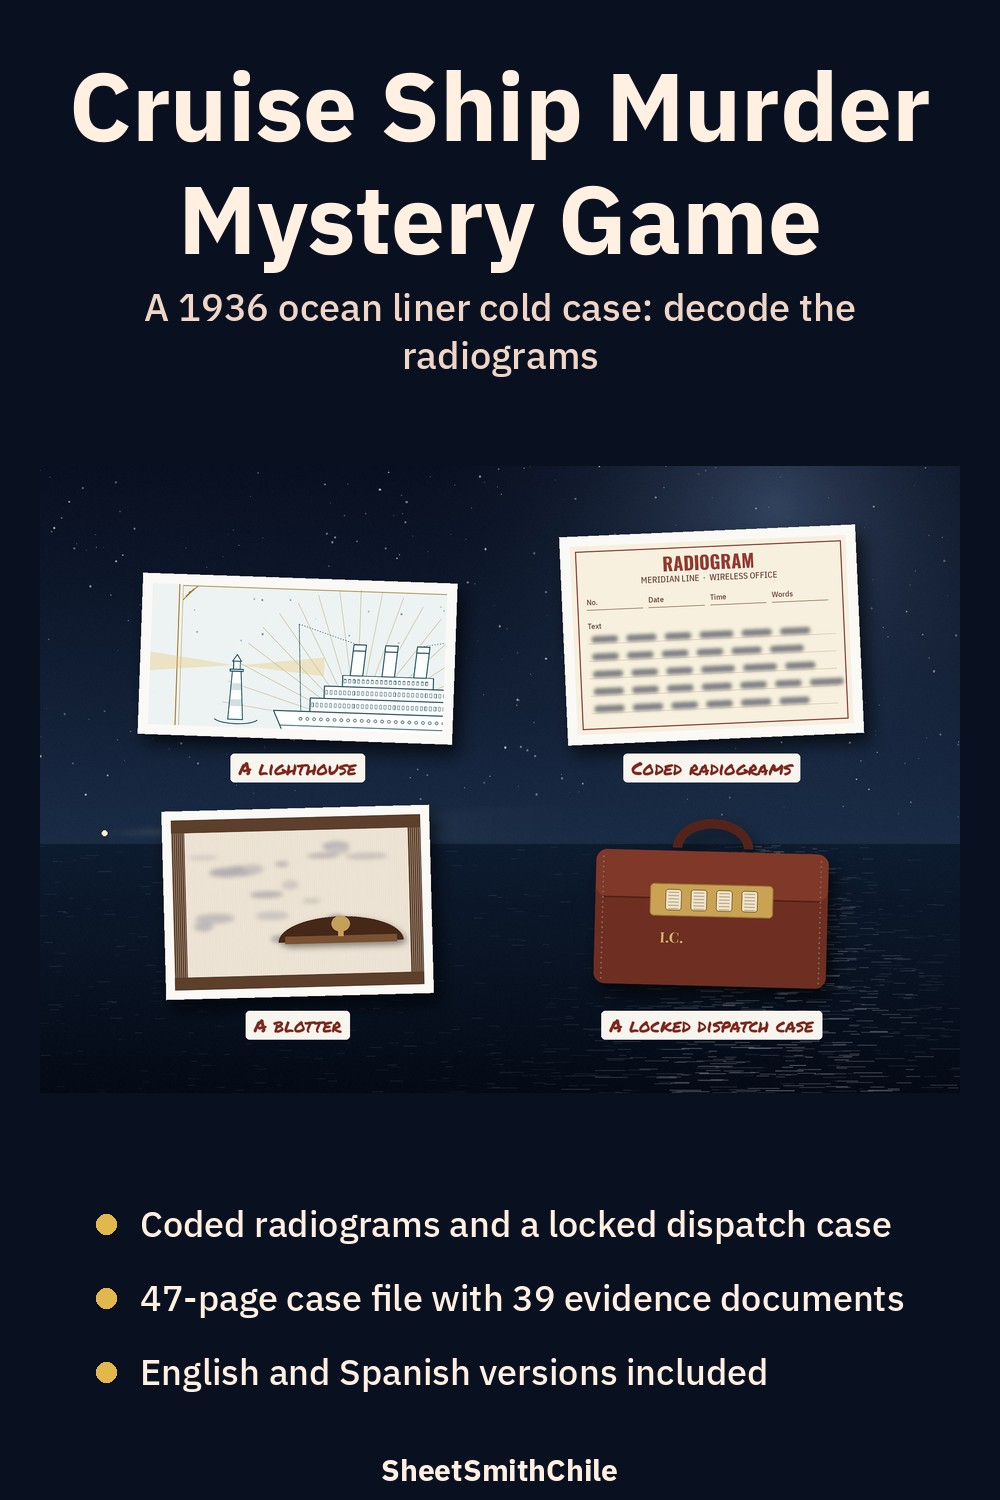 Cruise Ship Murder
Mystery Game
A 1936 ocean liner cold case: decode the
radiograms
RADIOGRAM
MERIDIAN LINE · WIRELESS OFFICE
No. Date Time Words
Text
A LIGHTHOUSE
CODED RADIOGRAMS
I.C.
A BLOTTER
A LOCKED DISPATCH CASE
Coded radiograms and a locked dispatch case
47-page case file with 39 evidence documents
English and Spanish versions included
SheetSmithChile